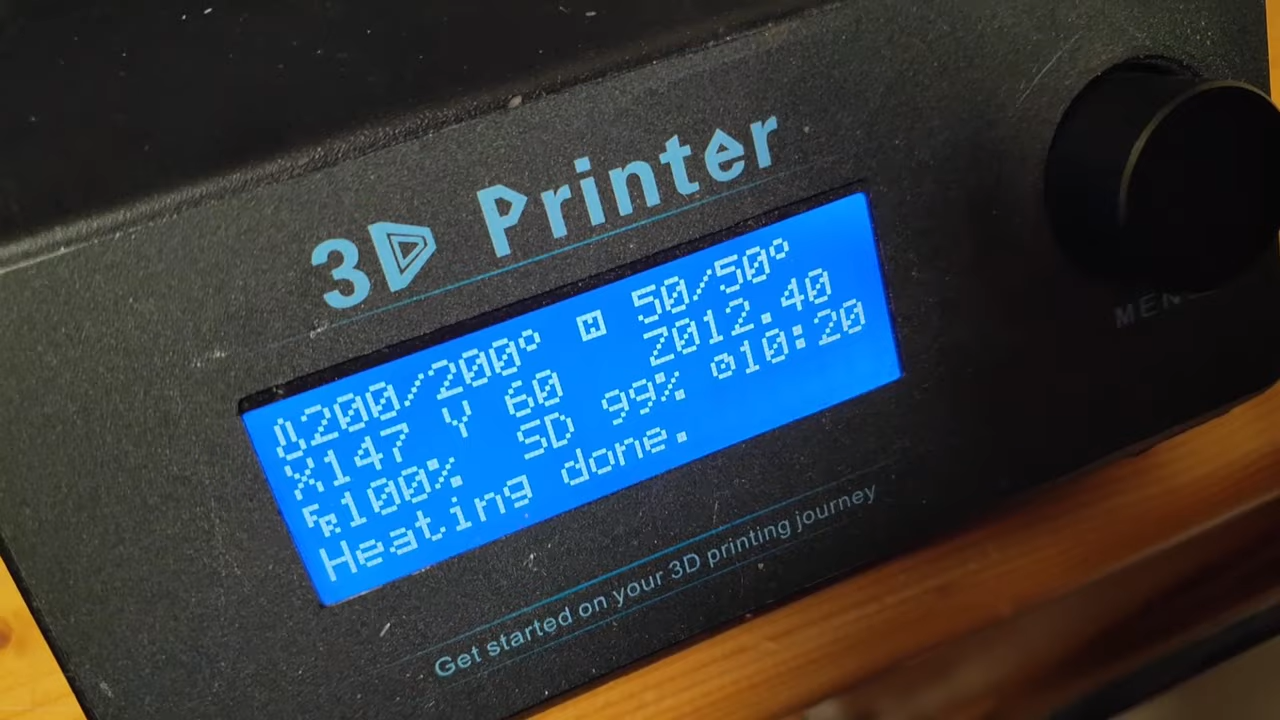 3D Printer
200/200° 50/50°
X147 Y 60 Z012.40
100% SD 99% 10:20
Heating done.
Get started on your 3D printing journey